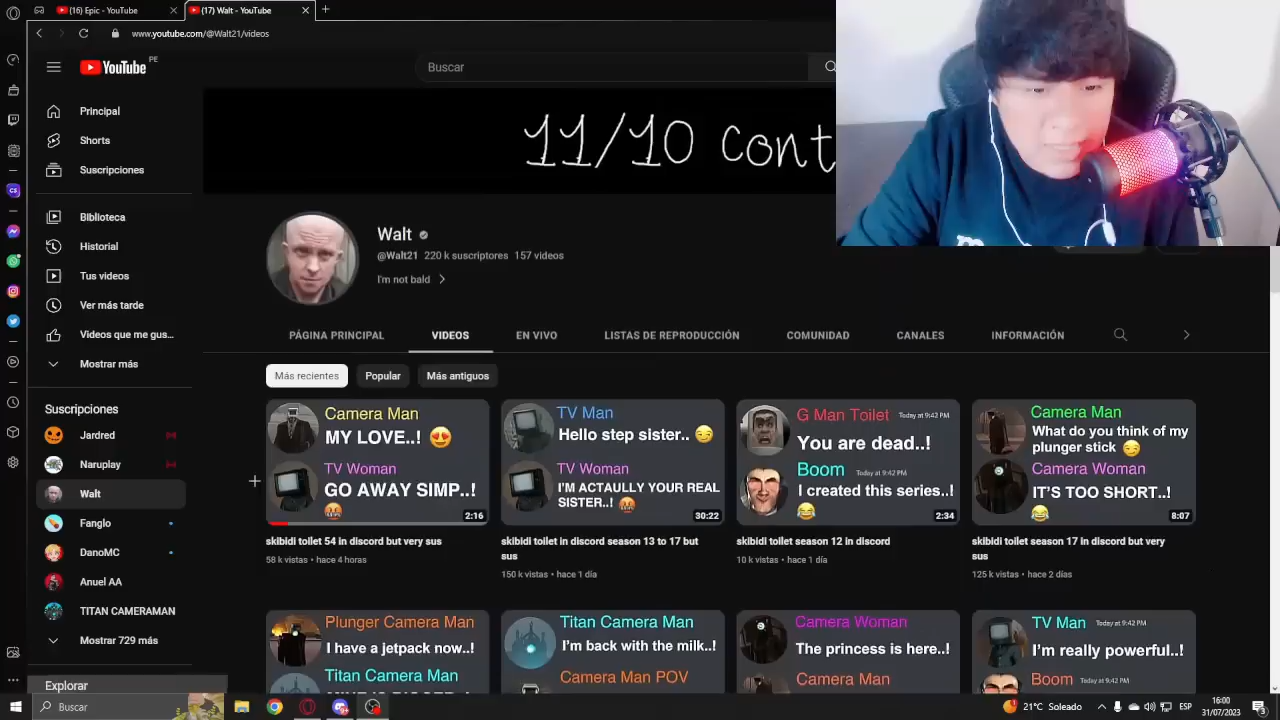 (16) Epic - YouTube
(17) Walt - YouTube
www.youtube.com/@Walt21/videos
YouTube PE
Buscar
Principal
Shorts
Suscripciones
Biblioteca
Historial
Tus videos
Ver más tarde
Videos que me gus...
Mostrar más
Suscripciones
Jardred
Naruplay
Walt
Fanglo
DanoMC
Anuel AA
TITAN CAMERAMAN
Mostrar 729 más
Explorar
11/10 cont
Walt
@Walt21 220 k suscriptores 157 videos
I'm not bald
PÁGINA PRINCIPAL VIDEOS EN VIVO LISTAS DE REPRODUCCIÓN COMUNIDAD CANALES INFORMACIÓN
Más recientes Popular Más antiguos
Camera Man
MY LOVE..! 😍
TV Woman
GO AWAY SIMP..!
🤬
2:16
skibidi toilet 54 in discord but very sus
58 k vistas • hace 4 horas
TV Man
Hello step sister.. 😏
TV Woman
I'M ACTAULLY YOUR REAL
SISTER..! 🤬
30:22
skibidi toilet in discord season 13 to 17 but
sus
150 k vistas • hace 1 día
G Man Toilet Today at 9:42 PM
You are dead..!
Boom Today at 9:42 PM
I created this series..!
😂
2:34
skibidi toilet season 12 in discord
10 k vistas • hace 1 día
Camera Man
What do you think of my
plunger stick 😏
Camera Woman
IT'S TOO SHORT..!
😂
8:07
skibidi toilet season 17 in discord but very
sus
125 k vistas • hace 2 días
Plunger Camera Man
I have a jetpack now..!
Titan Camera Man
Titan Camera Man
I'm back with the milk..!
Camera Man POV
Camera Woman
The princess is here..!
Camera Man
TV Man Today at 9:42 PM
I'm really powerful..!
Boom Today at 9:42 PM
Buscar
21°C Soleado
ESP
16:00
31/07/2023